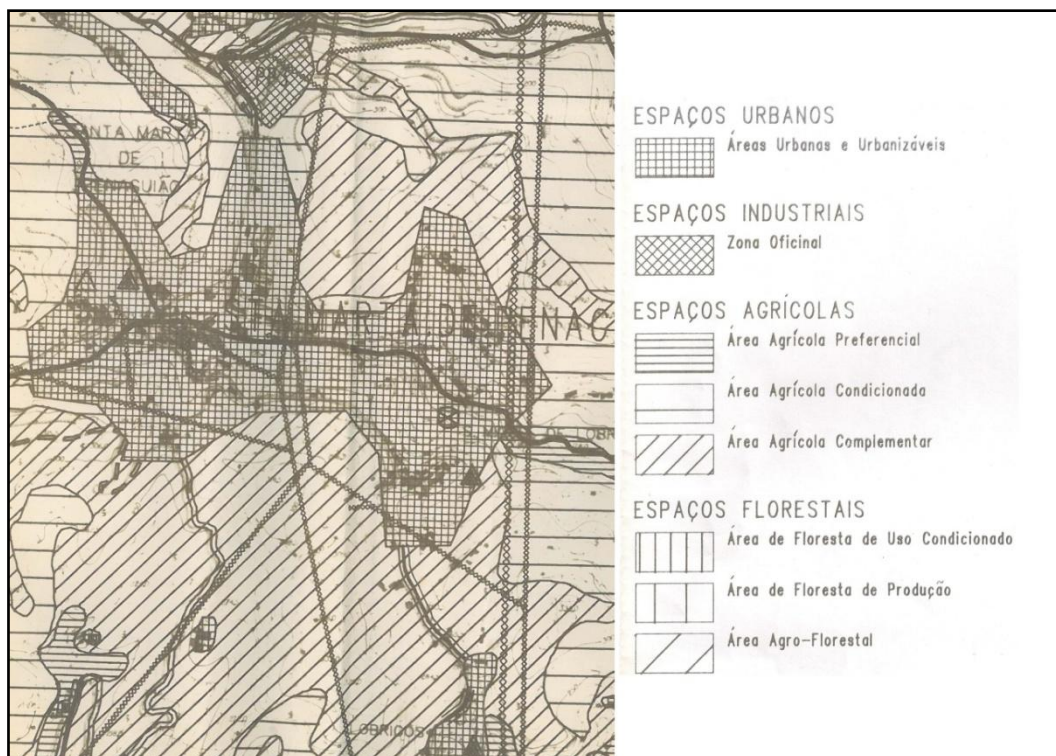 SANTA MARTA
DE
PENAGUIÃO
LOBRIGOS
ESPAÇOS URBANOS
Áreas Urbanas e Urbanizáveis
ESPAÇOS INDUSTRIAIS
Zona Oficinal
ESPAÇOS AGRÍCOLAS
Área Agrícola Preferencial
Área Agrícola Condicionada
Área Agrícola Complementar
ESPAÇOS FLORESTAIS
Área de Floresta de Uso Condicionado
Área de Floresta de Produção
Área Agro-Florestal